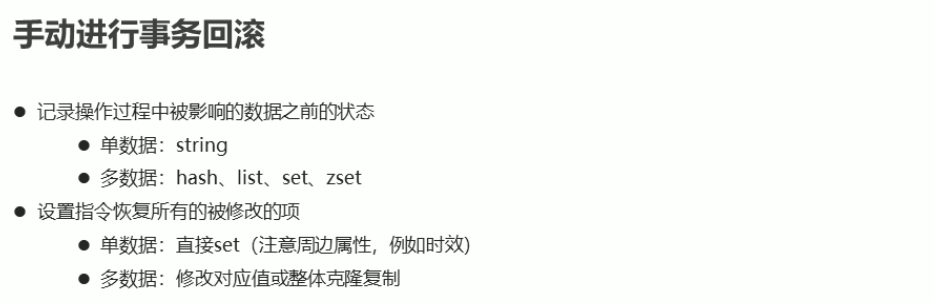 手动进行事务回滚
● 记录操作过程中被影响的数据之前的状态
● 单数据：string
● 多数据：hash、list、set、zset
● 设置指令恢复所有的被修改的项
● 单数据：直接set（注意周边属性，例如时效）
● 多数据：修改对应值或整体克隆复制